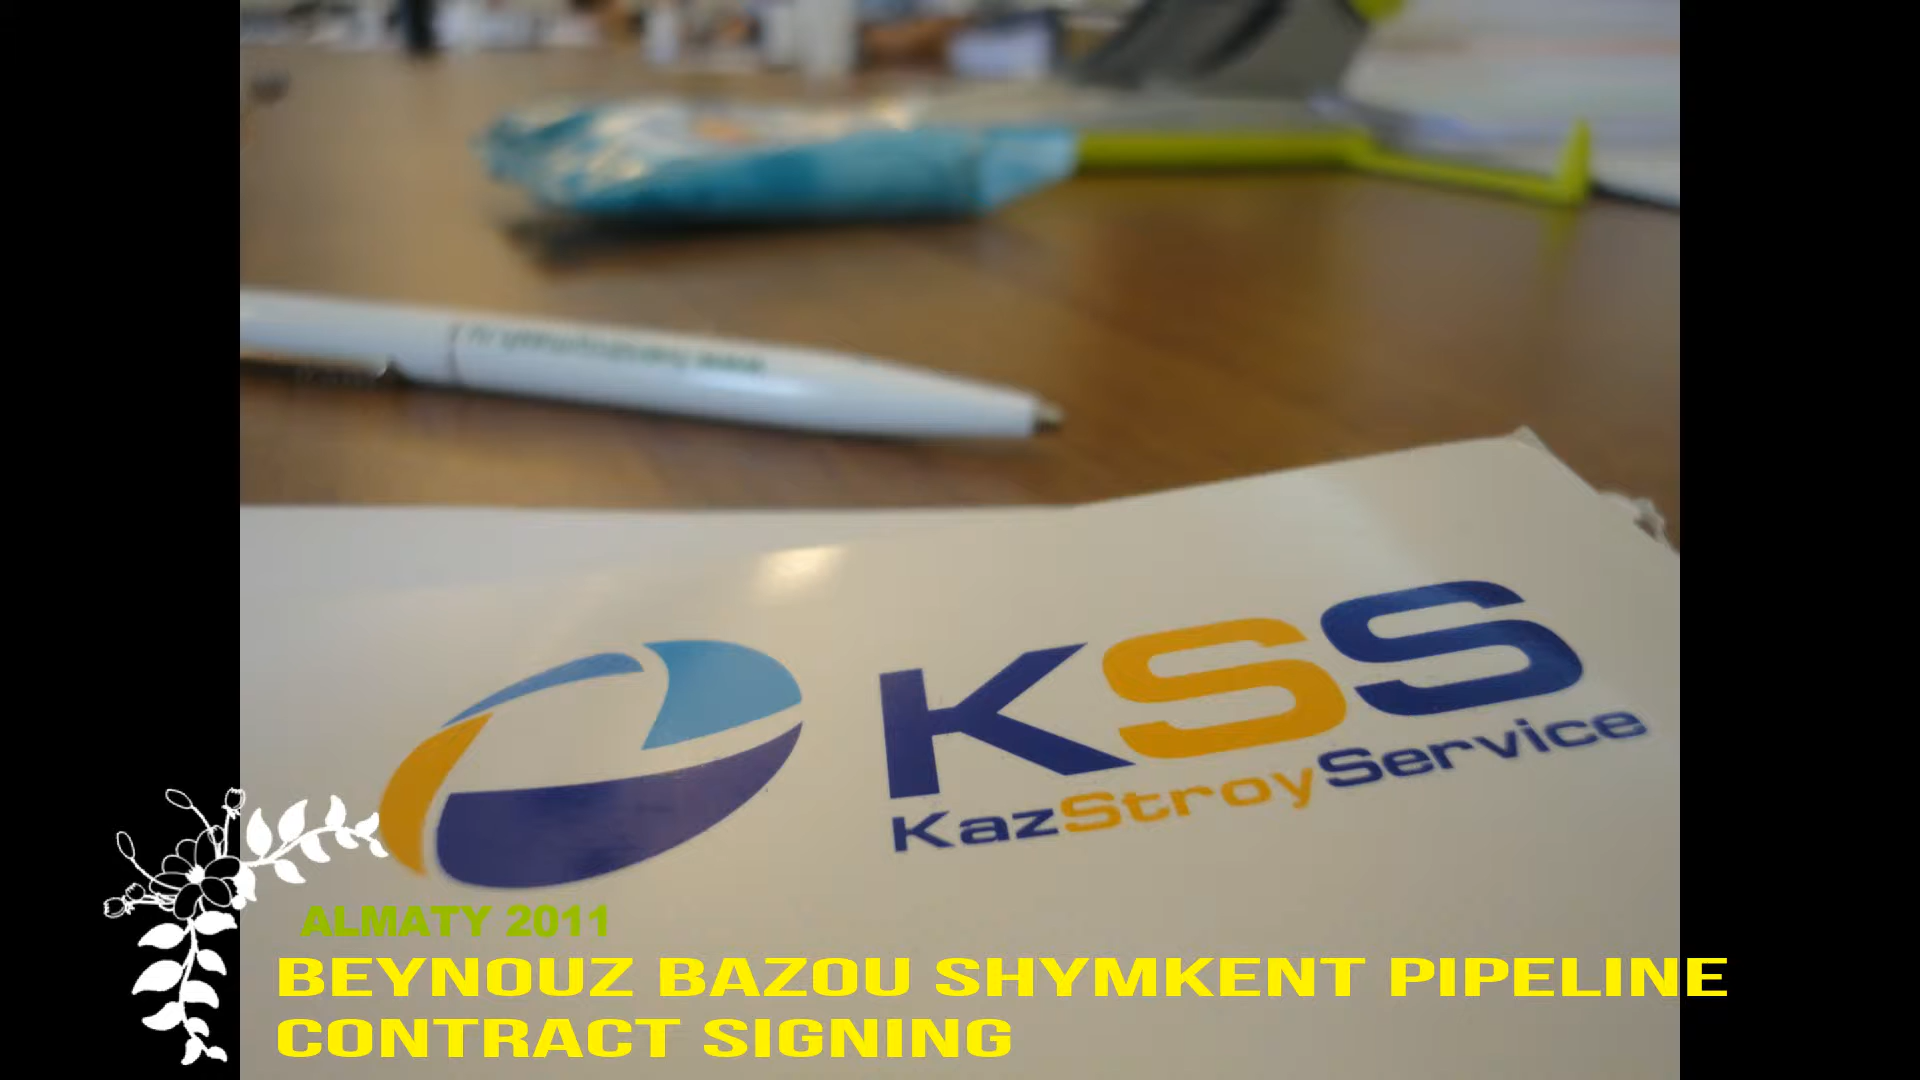 KSS
KazStroyService
ALMATY 2011
BEYNOUZ BAZOU SHYMKENT PIPELINE
CONTRACT SIGNING